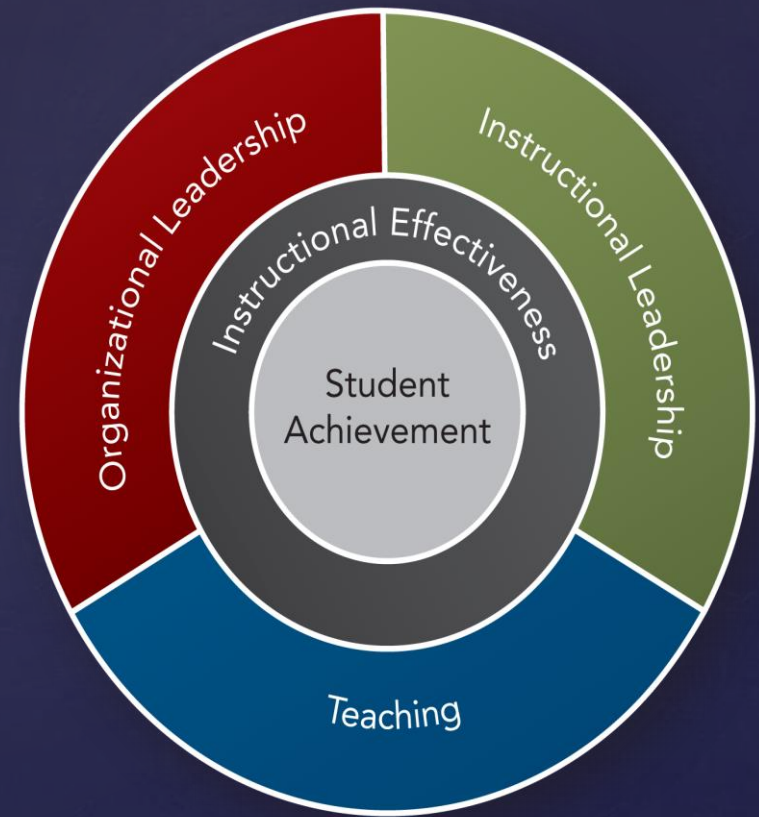 Organizational Leadership
Instructional Leadership
Instructional Effectiveness
Student
Achievement
Teaching